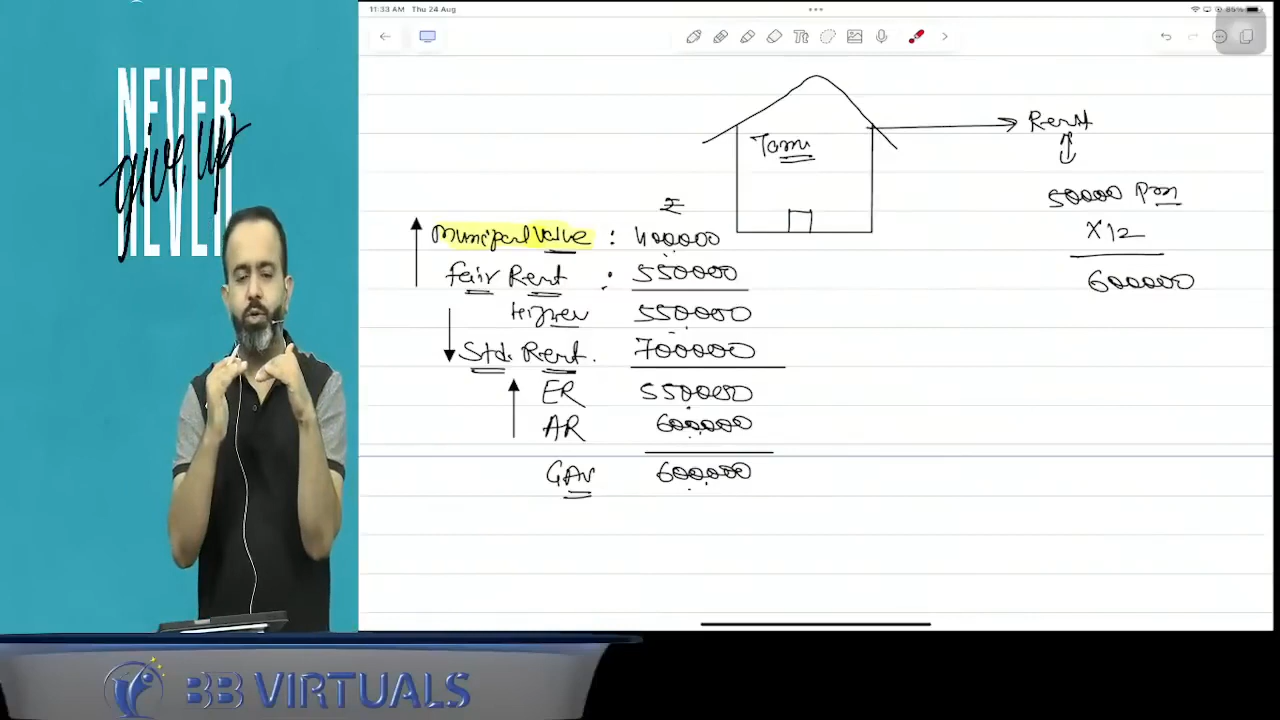 11:33 AM Thu 24 Aug
85%
NEVER
give up
NEVER
Tom
Rent
50000 pm
X12
600000
₹
Municipal Value : 400000
Fair Rent : 550000
Higher 550000
Std. Rent. 700000
ER 550000
AR 600000
GAV 600000
BB VIRTUALS